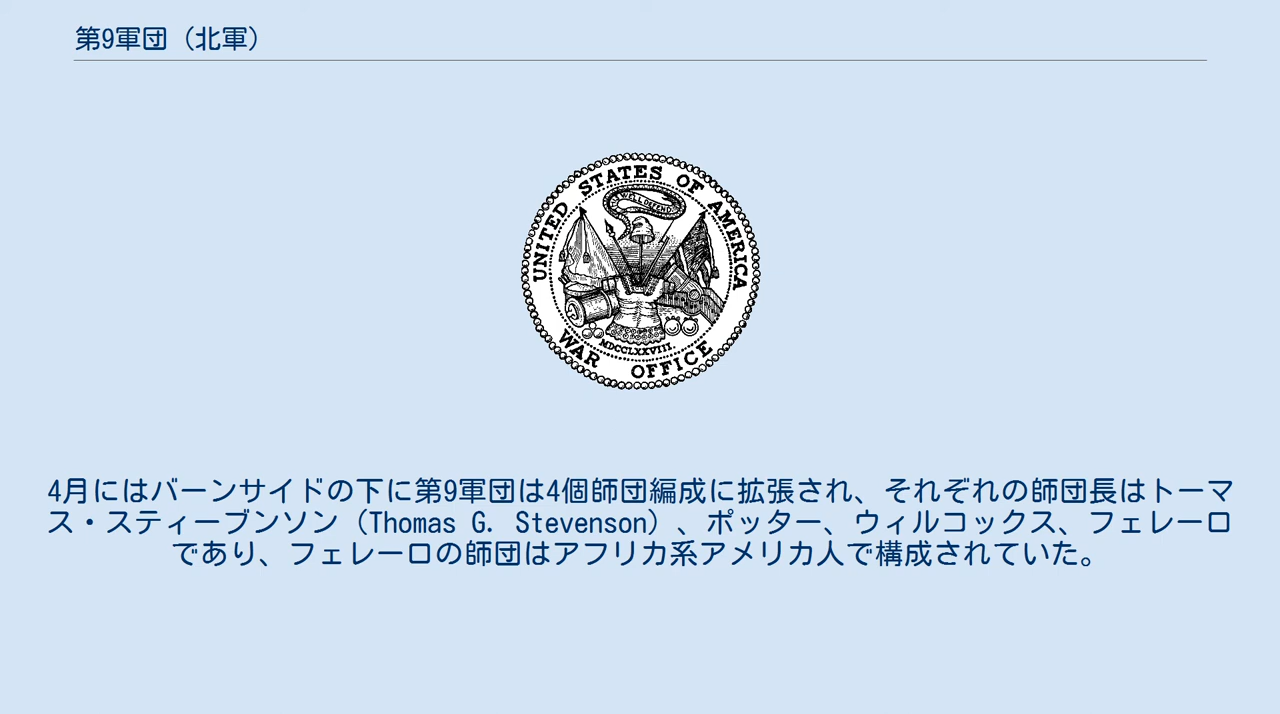 第9軍団（北軍）
UNITED STATES OF AMERICA
WE'LL DEFEND
MDCCLXXVIII.
WAR OFFICE
4月にはバーンサイドの下に第9軍団は4個師団編成に拡張され、それぞれの師団長はトーマ
ス・スティーブンソン（Thomas G. Stevenson）、ポッター、ウィルコックス、フェレーロ
であり、フェレーロの師団はアフリカ系アメリカ人で構成されていた。